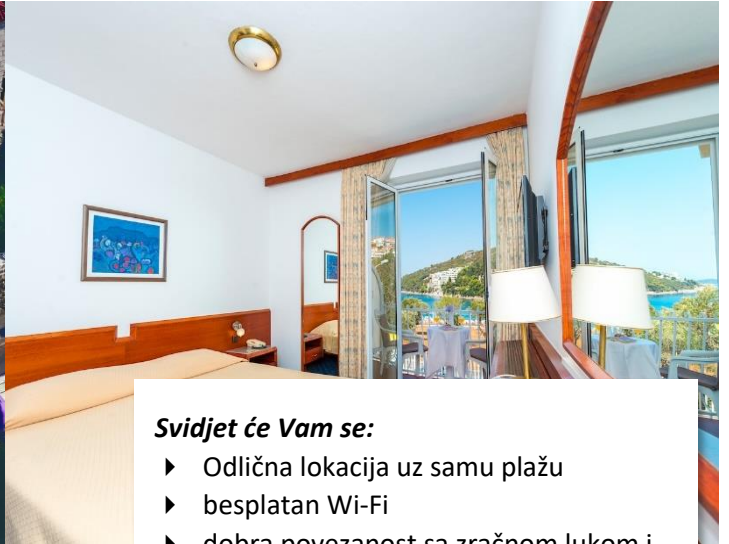 Svidjet će Vam se:
Odlična lokacija uz samu plažu
besplatan Wi-Fi
dobra povezanost sa zračnom lukom i